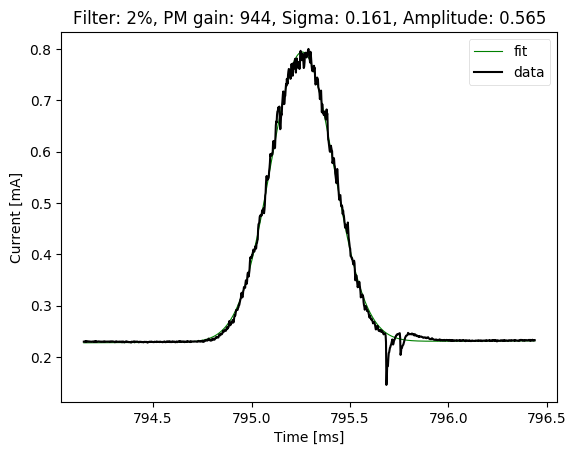 Filter: 2%, PM gain: 944, Sigma: 0.161, Amplitude: 0.565
fit
data
0.8
0.7
0.6
0.5
0.4
0.3
0.2
Current [mA]
794.5 795.0 795.5 796.0 796.5
Time [ms]